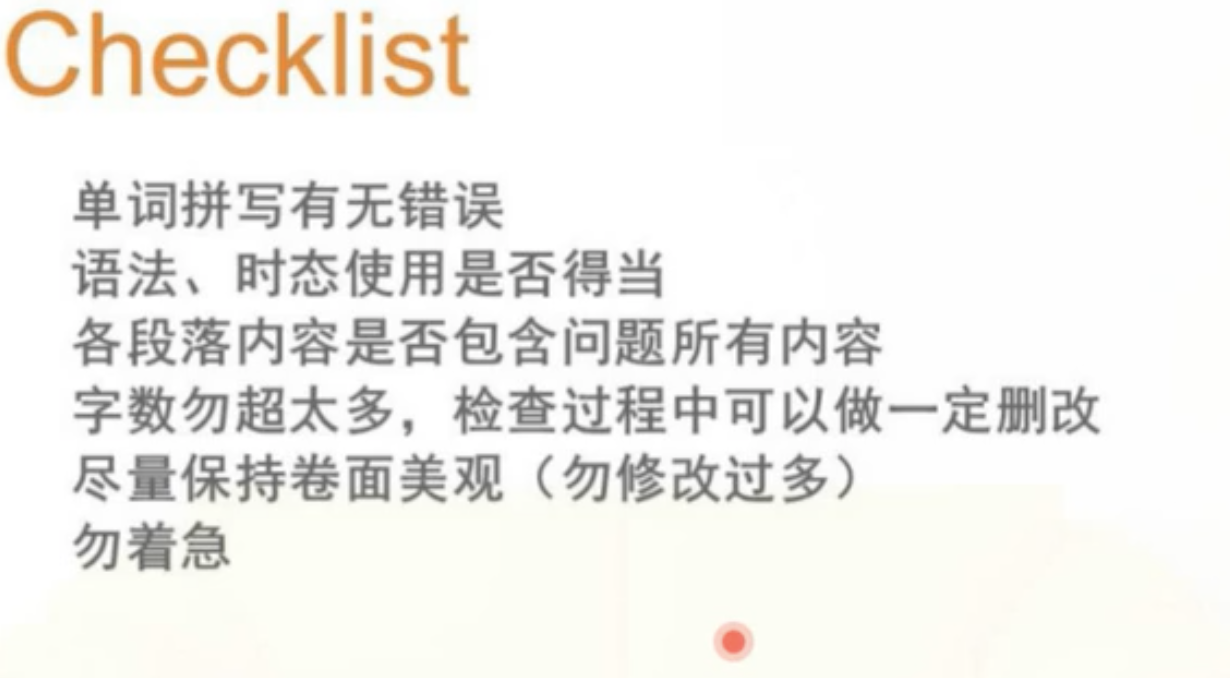 Checklist
单词拼写有无错误
语法、时态使用是否得当
各段落内容是否包含问题所有内容
字数勿超太多，检查过程中可以做一定删改
尽量保持卷面美观（勿修改过多）
勿着急